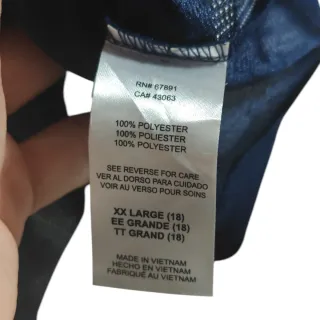 RN# 67891
CA# 43063
100% POLYESTER
100% POLIESTER
100% POLYESTER
SEE REVERSE FOR CARE
VER AL DORSO PARA CUIDADO
VOIR AU VERSO POUR SOINS
XX LARGE (18)
EE GRANDE (18)
TT GRAND (18)
MADE IN VIETNAM
HECHO EN VIETNAM
FABRIQUÉ AU VIETNAM